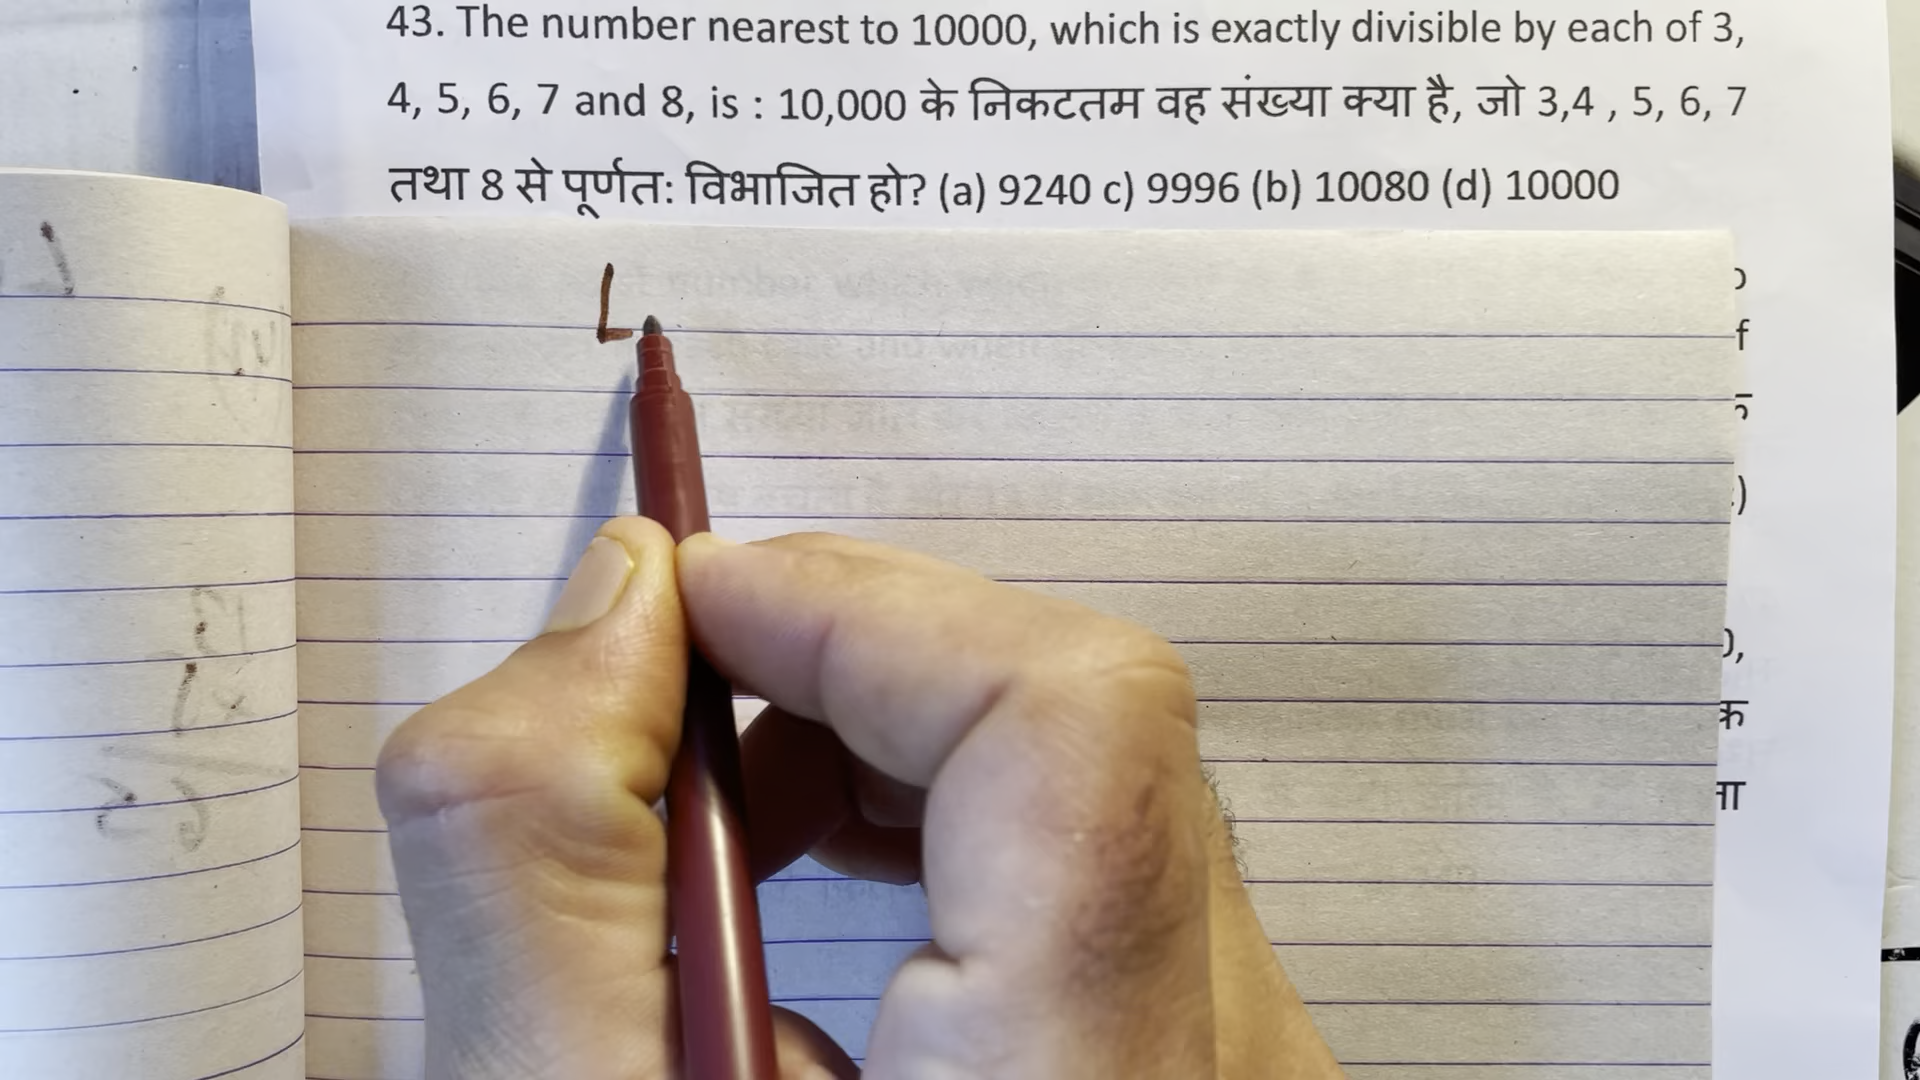 43. The number nearest to 10000, which is exactly divisible by each of 3,
4, 5, 6, 7 and 8, is : 10,000 के निकटतम वह संख्या क्या है, जो 3,4 , 5, 6, 7
तथा 8 से पूर्णत: विभाजित हो? (a) 9240 c) 9996 (b) 10080 (d) 10000
L
f
),
क